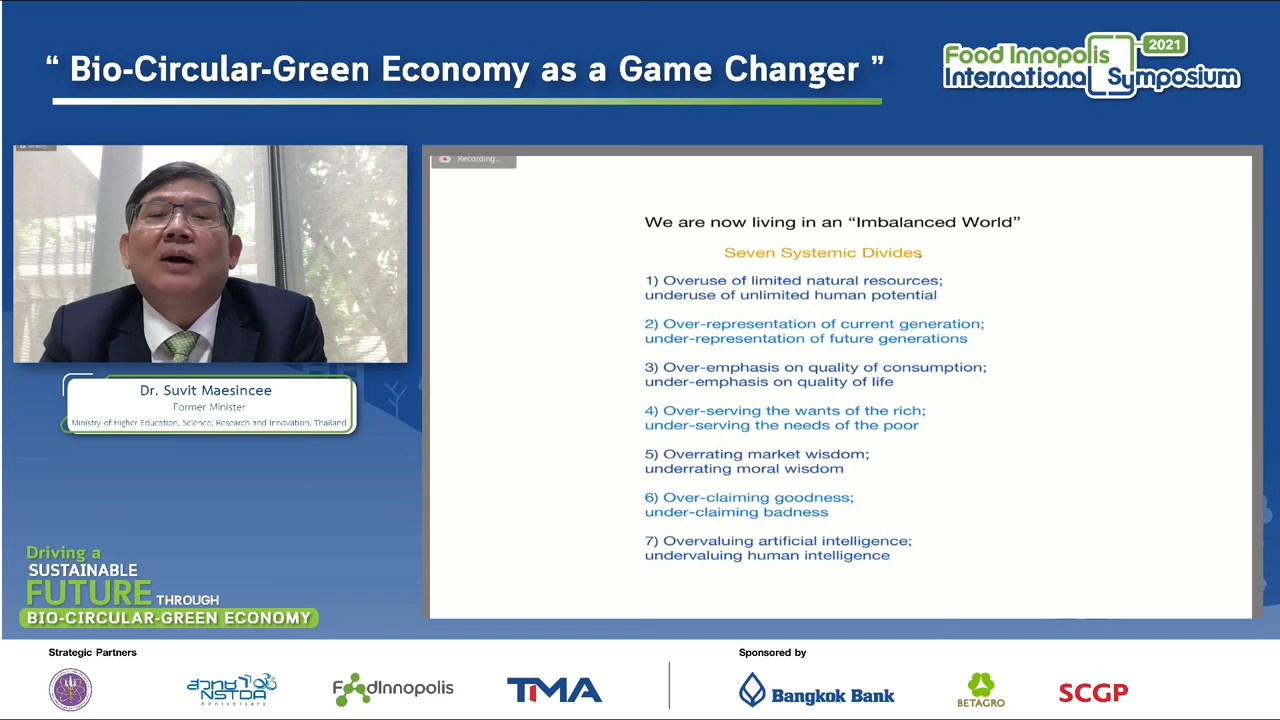 “ Bio-Circular-Green Economy as a Game Changer ”
Food Innopolis
International Symposium
2021
Recording...
We are now living in an “Imbalanced World”
Seven Systemic Divides
1) Overuse of limited natural resources;
underuse of unlimited human potential
2) Over-representation of current generation;
under-representation of future generations
3) Over-emphasis on quality of consumption;
under-emphasis on quality of life
4) Over-serving the wants of the rich;
under-serving the needs of the poor
5) Overrating market wisdom;
underrating moral wisdom
6) Over-claiming goodness;
under-claiming badness
7) Overvaluing artificial intelligence;
undervaluing human intelligence
Dr. Suvit Maesincee
Former Minister
Ministry of Higher Education, Science, Research and Innovation, Thailand
Driving a
SUSTAINABLE
FUTURE THROUGH
BIO-CIRCULAR-GREEN ECONOMY
Strategic Partners
สวทช
NSTDA
Anniversary
FoodInnopolis
TMA
Sponsored by
Bangkok Bank
BETAGRO
SCGP